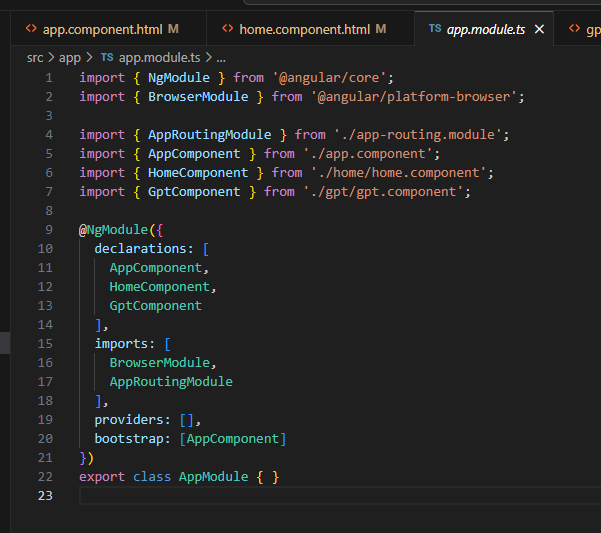 app.component.html M
home.component.html M
TS app.module.ts ×
gp
src > app > TS app.module.ts > ...
1 import { NgModule } from '@angular/core';
2 import { BrowserModule } from '@angular/platform-browser';
3
4 import { AppRoutingModule } from './app-routing.module';
5 import { AppComponent } from './app.component';
6 import { HomeComponent } from './home/home.component';
7 import { GptComponent } from './gpt/gpt.component';
8
9 @NgModule({
10 declarations: [
11 AppComponent,
12 HomeComponent,
13 GptComponent
14 ],
15 imports: [
16 BrowserModule,
17 AppRoutingModule
18 ],
19 providers: [],
20 bootstrap: [AppComponent]
21 })
22 export class AppModule { }
23